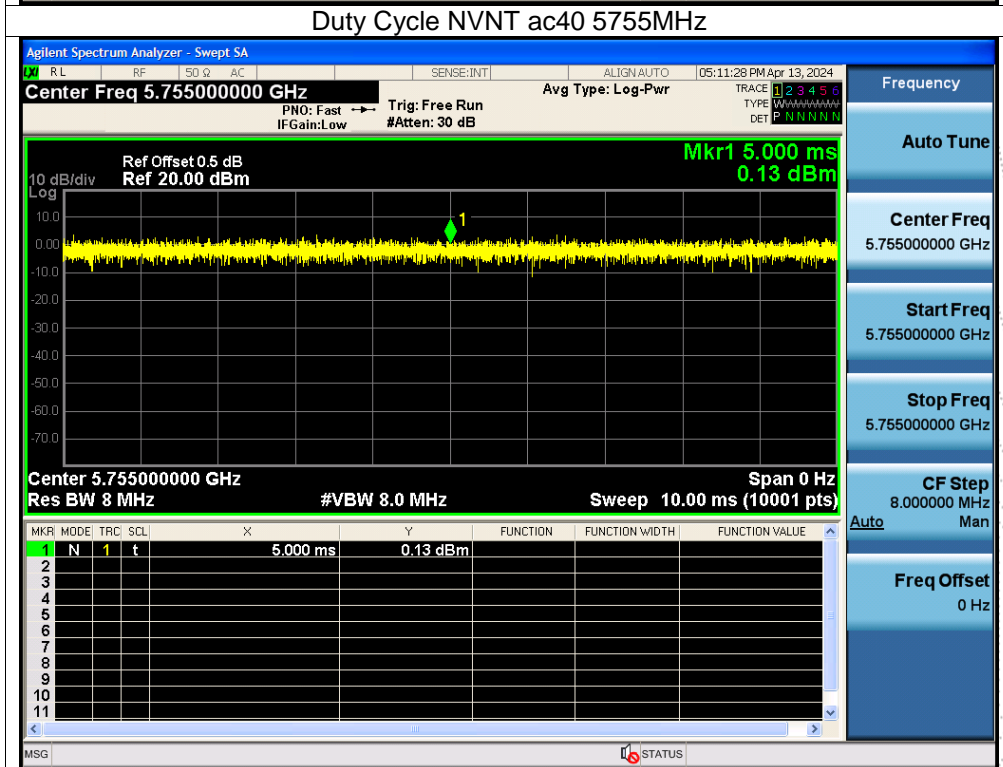 Duty Cycle NVNT ac40 5755MHz
Agilent Spectrum Analyzer - Swept SA
LXI RL RF 50 Ω AC SENSE:INT ALIGN AUTO 05:11:28 PM Apr 13, 2024
Center Freq 5.755000000 GHz
PNO: Fast
IFGain:Low
Trig: Free Run
#Atten: 30 dB
Avg Type: Log-Pwr
TRACE 1 2 3 4 5 6
TYPE WWWWWWW
DET P N N N N N
Mkr1 5.000 ms
0.13 dBm
Ref Offset 0.5 dB
10 dB/div Ref 20.00 dBm
Log
10.0
0.00
-10.0
-20.0
-30.0
-40.0
-50.0
-60.0
-70.0
1
Center 5.755000000 GHz Span 0 Hz
Res BW 8 MHz #VBW 8.0 MHz Sweep 10.00 ms (10001 pts)
MKR MODE TRC SCL X Y FUNCTION FUNCTION WIDTH FUNCTION VALUE
1 N 1 t 5.000 ms 0.13 dBm
2
3
4
5
6
7
8
9
10
11
MSG STATUS
Frequency
Auto Tune
Center Freq
5.755000000 GHz
Start Freq
5.755000000 GHz
Stop Freq
5.755000000 GHz
CF Step
8.000000 MHz
Auto Man
Freq Offset
0 Hz